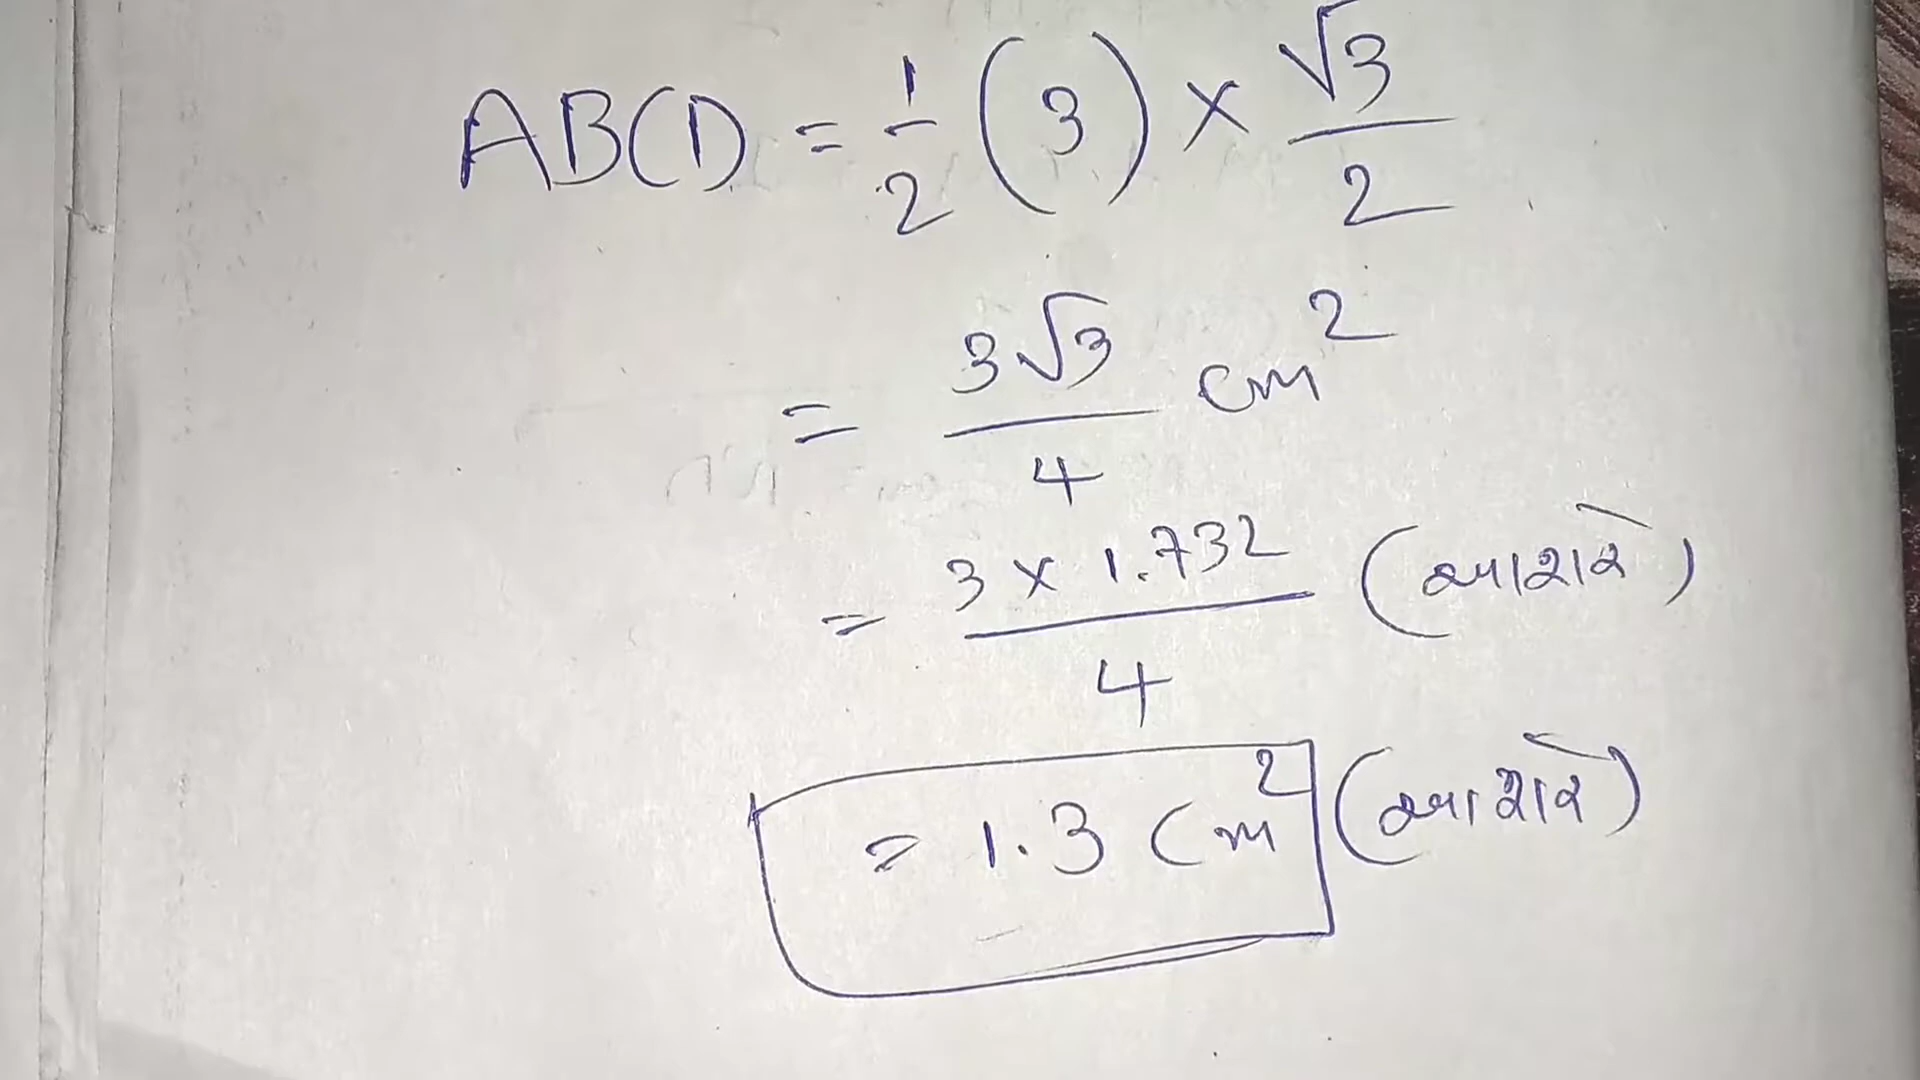 ABCD = 1/2 (3) × √3/2
= 3√3/4 cm²
= 3 × 1.732/4 (આશરે)
= 1.3 cm² (આશરે)